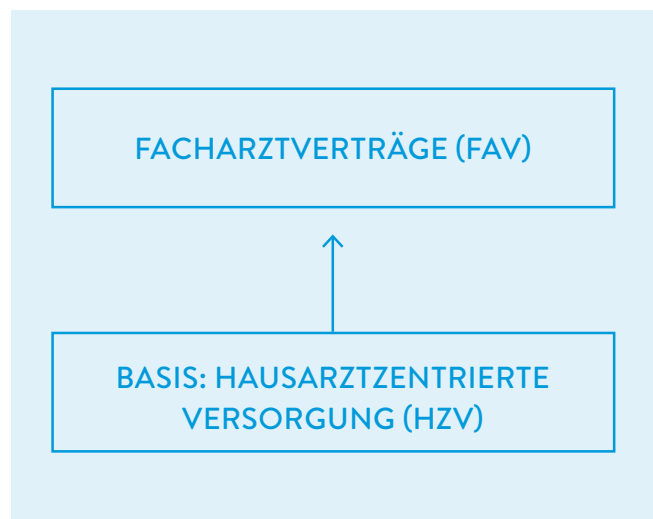 FACHARZTVERTRÄGE (FAV)
BASIS: HAUSARZTZENTRIERTE
VERSORGUNG (HZV)